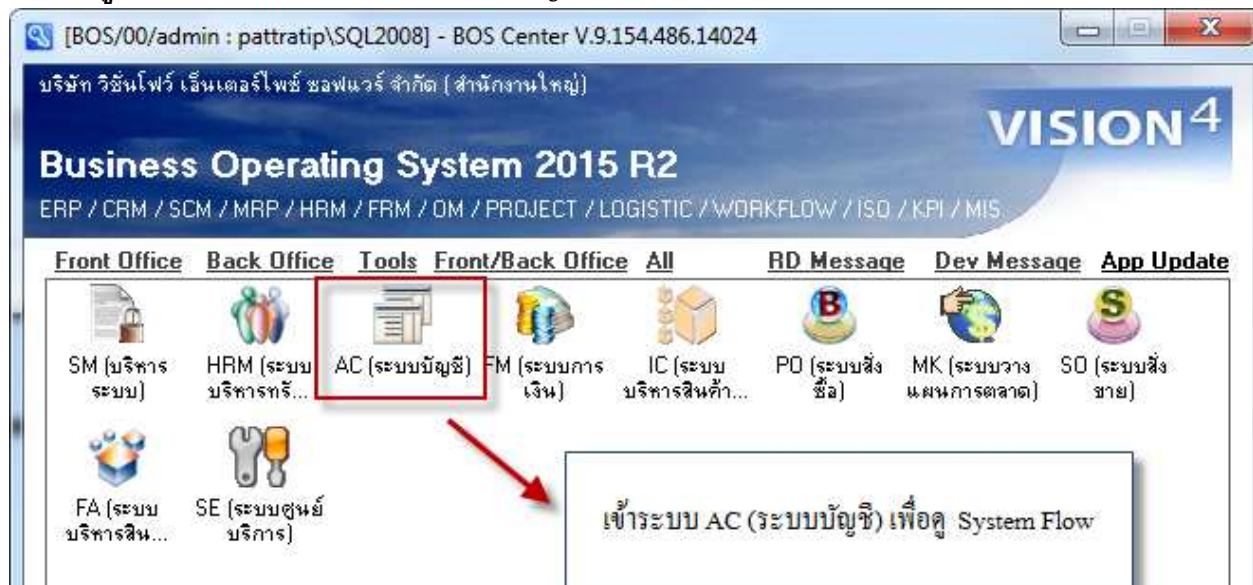 [BOS/00/admin : pattratip\SQL2008] - BOS Center V.9.154.486.14024
บริษัท วิชั่นโฟว์ เอ็นเตอร์ไพซ์ ซอฟแวร์ จำกัด ( สำนักงานใหญ่)
VISION4
Business Operating System 2015 R2
ERP / CRM / SCM / MRP / HRM / FRM / OM / PROJECT / LOGISTIC / WORKFLOW / ISO / KPI / MIS
Front Office Back Office Tools Front/Back Office All RD Message Dev Message App Update
SM (บริหาร HRM (ระบบ AC (ระบบบัญชี) FM (ระบบการ IC (ระบบ PO (ระบบสั่ง MK (ระบบวาง SO (ระบบสั่ง
ระบบ) บริหารทรั... เงิน) บริหารสินค้า... ซื้อ) แผนการตลาด) ขาย)
FA (ระบบ SE (ระบบศูนย์
บริหารสิน... บริการ)
เข้าระบบ AC (ระบบบัญชี) เพื่อดู System Flow